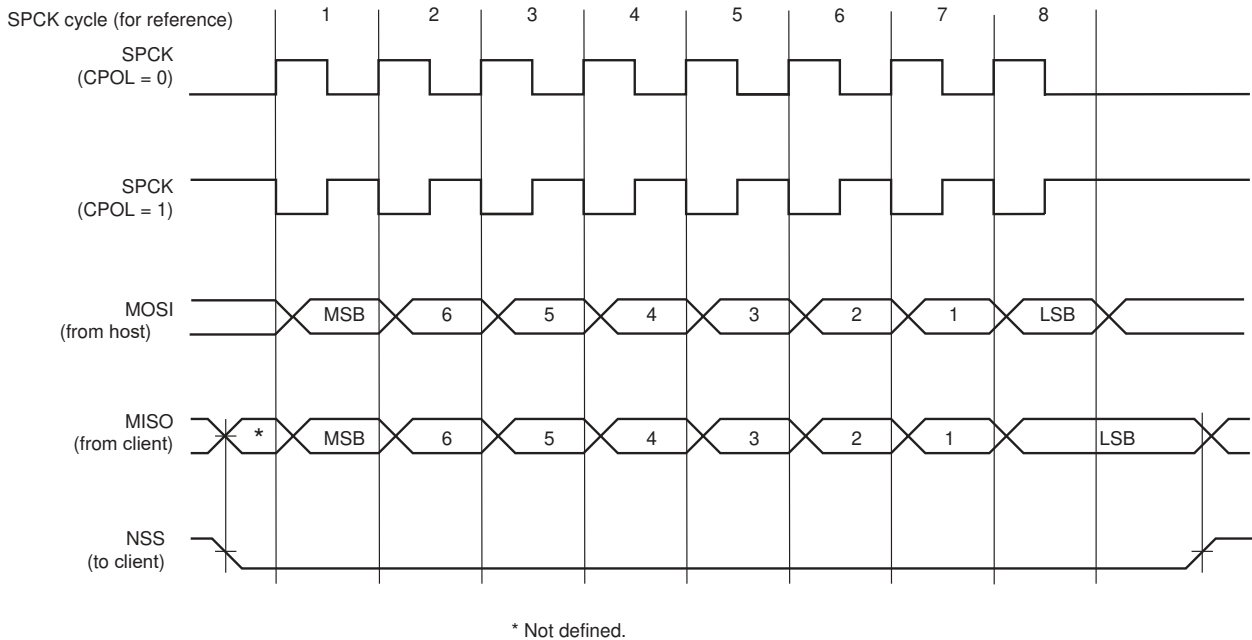 SPCK cycle (for reference)
1 2 3 4 5 6 7 8
SPCK
(CPOL = 0)
SPCK
(CPOL = 1)
MOSI
(from host)
MSB 6 5 4 3 2 1 LSB
MISO
(from client)
* MSB 6 5 4 3 2 1 LSB
NSS
(to client)
* Not defined.